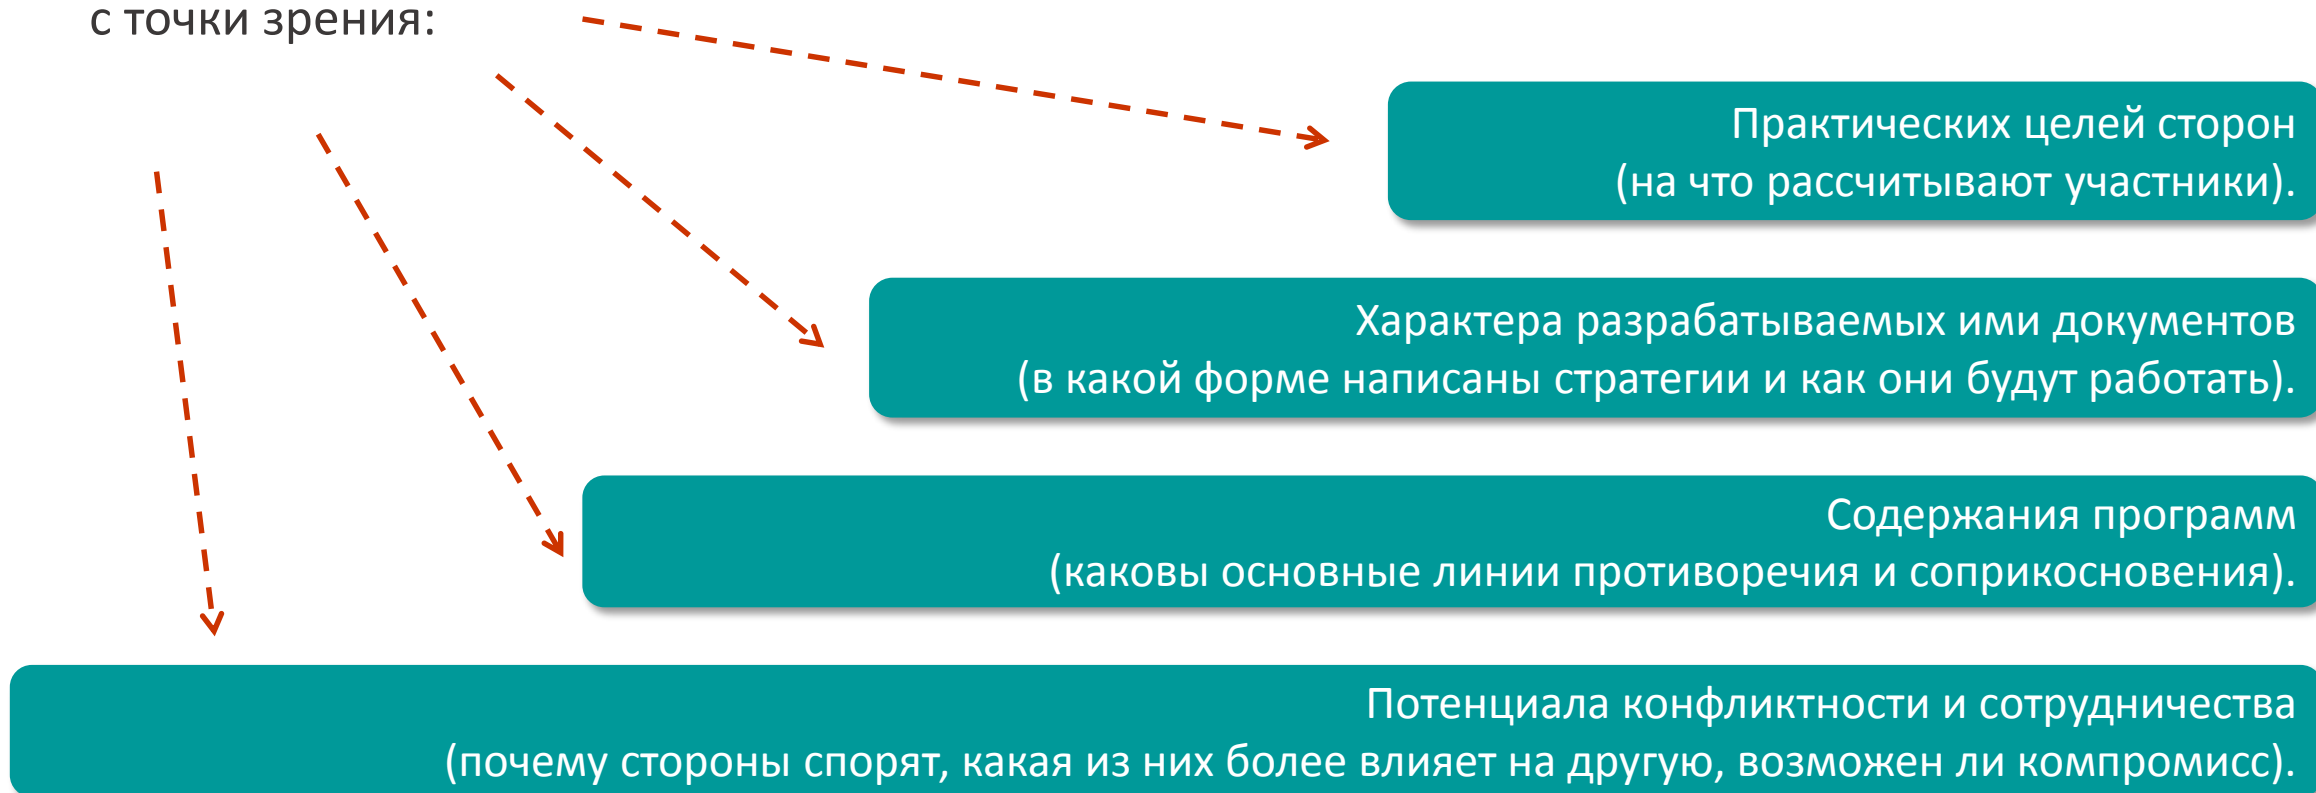 с точки зрения:
Практических целей сторон
(на что рассчитывают участники).
Характера разрабатываемых ими документов
(в какой форме написаны стратегии и как они будут работать).
Содержания программ
(каковы основные линии противоречия и соприкосновения).
Потенциала конфликтности и сотрудничества
(почему стороны спорят, какая из них более влияет на другую, возможен ли компромисс).